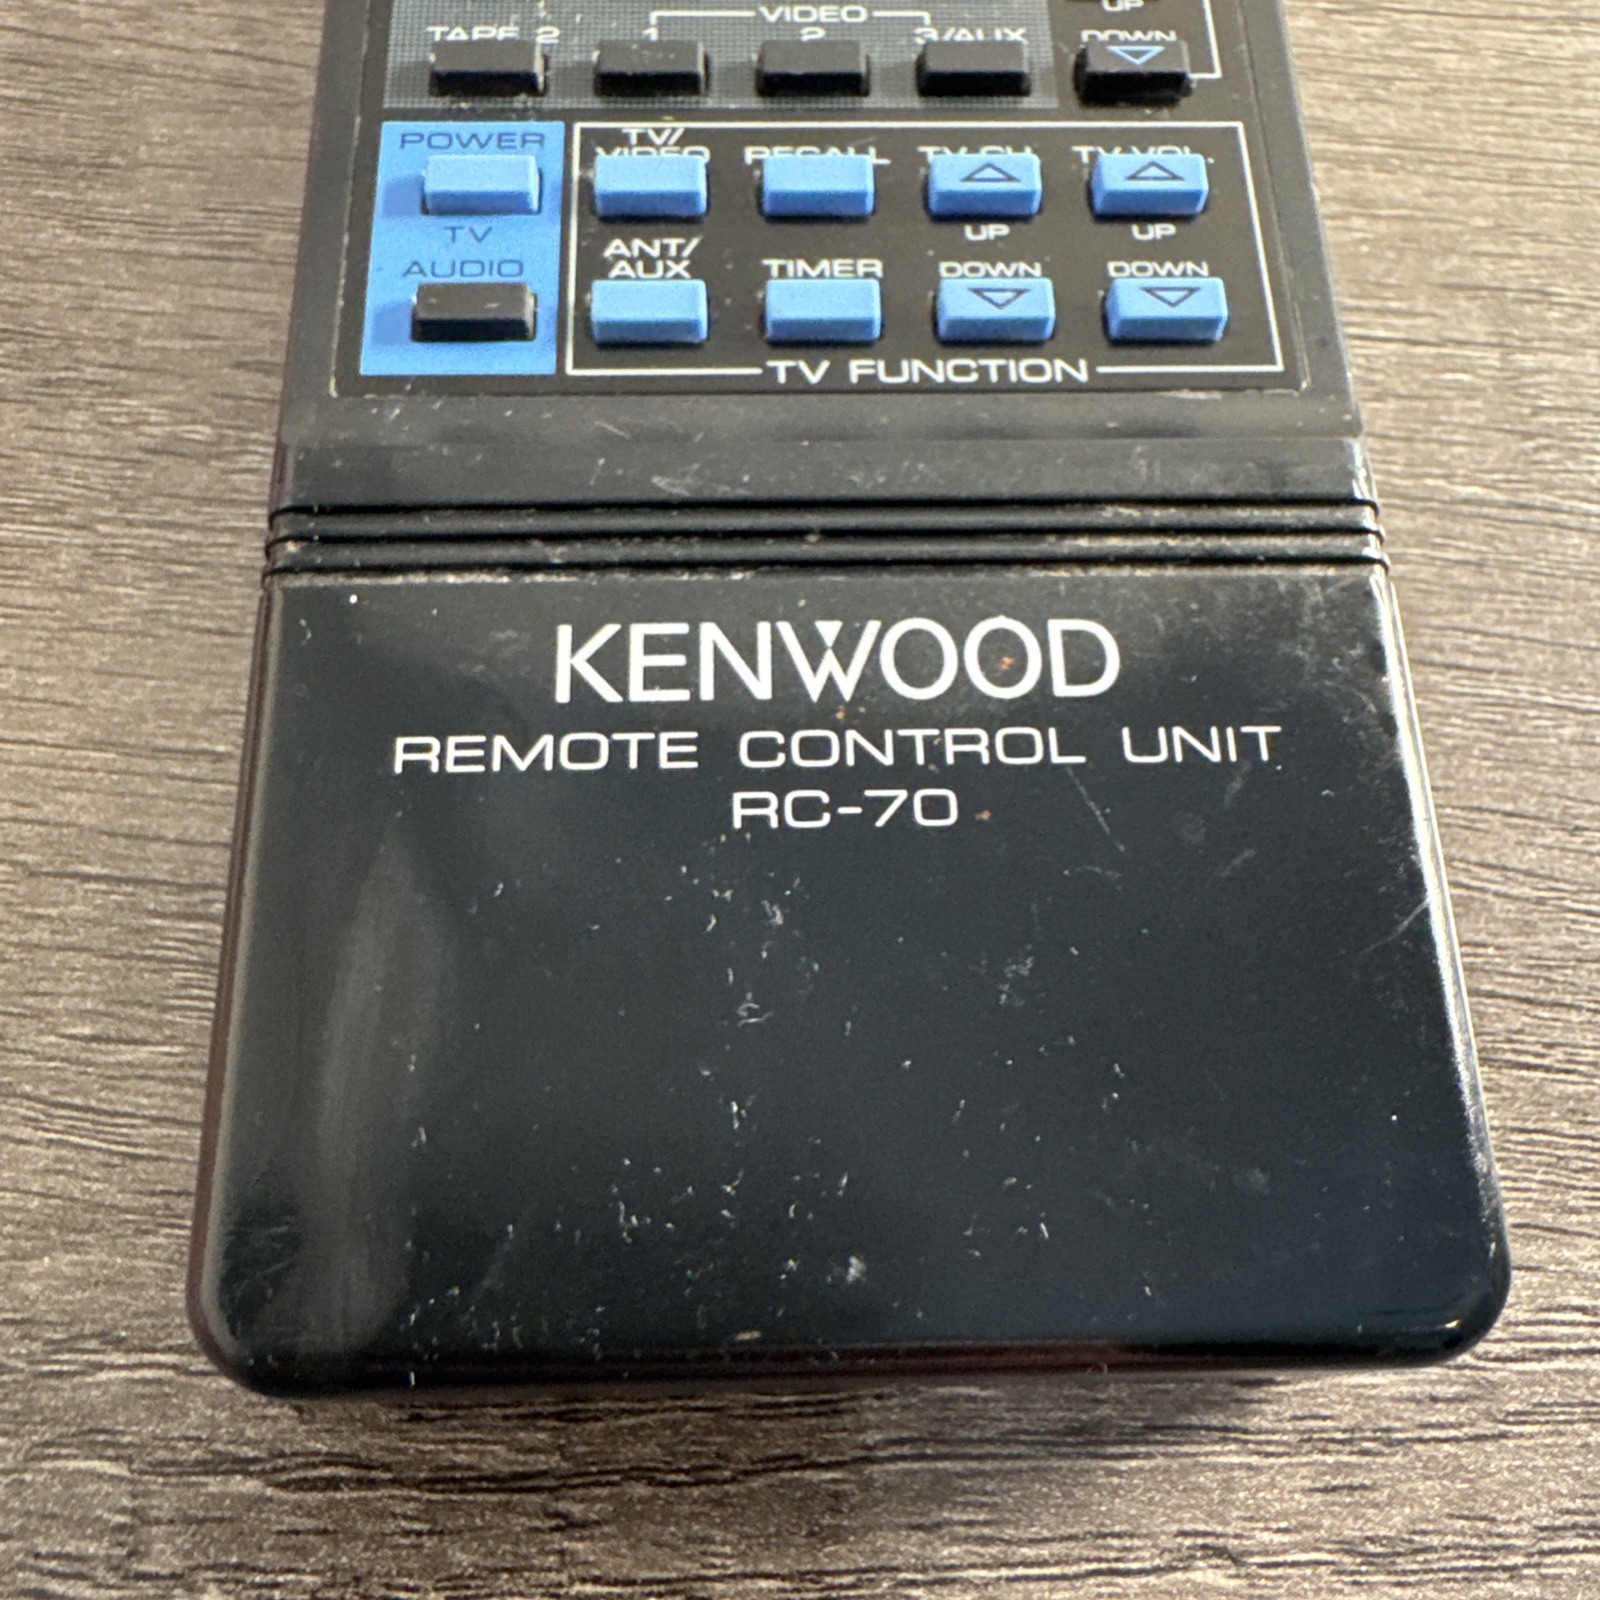 UP
VIDEO
TAPE 2 1 2 3/AUX DOWN
POWER TV/
VIDEO RECALL TV CH. TV VOL.
TV UP UP
ANT/
AUDIO AUX TIMER DOWN DOWN
TV FUNCTION
KENWOOD
REMOTE CONTROL UNIT
RC-70